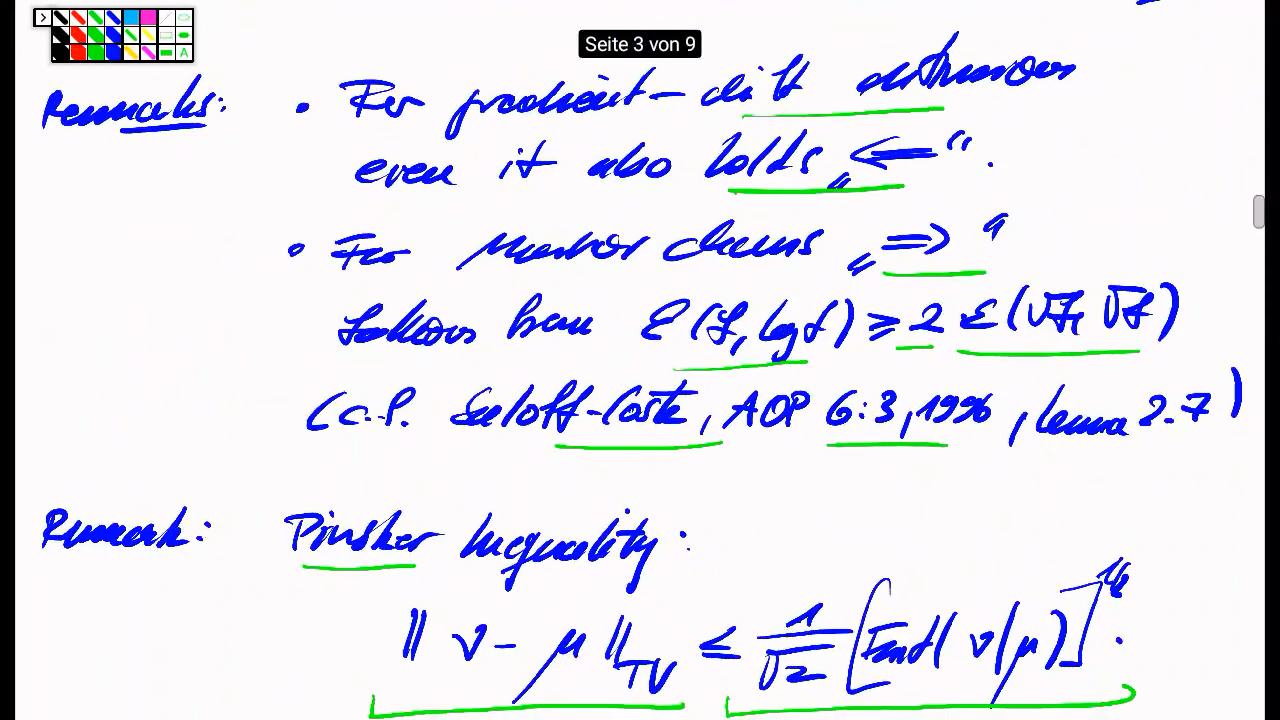 Seite 3 von 9
Remarks: • For gradient-drift diffusions
even it also holds „⇐“.
• For Markov chains „⇒“
follows from ℰ(f, log f) ≥ 2 ℰ(√f, √f)
(c.f. Saloff-Coste, AOP 6:3, 1996, Lemma 2.7)
Remark: Pinsker Inequality:
‖ ν - μ ‖_TV ≤ 1/√2 [Ent(ν|μ)]^1/2.